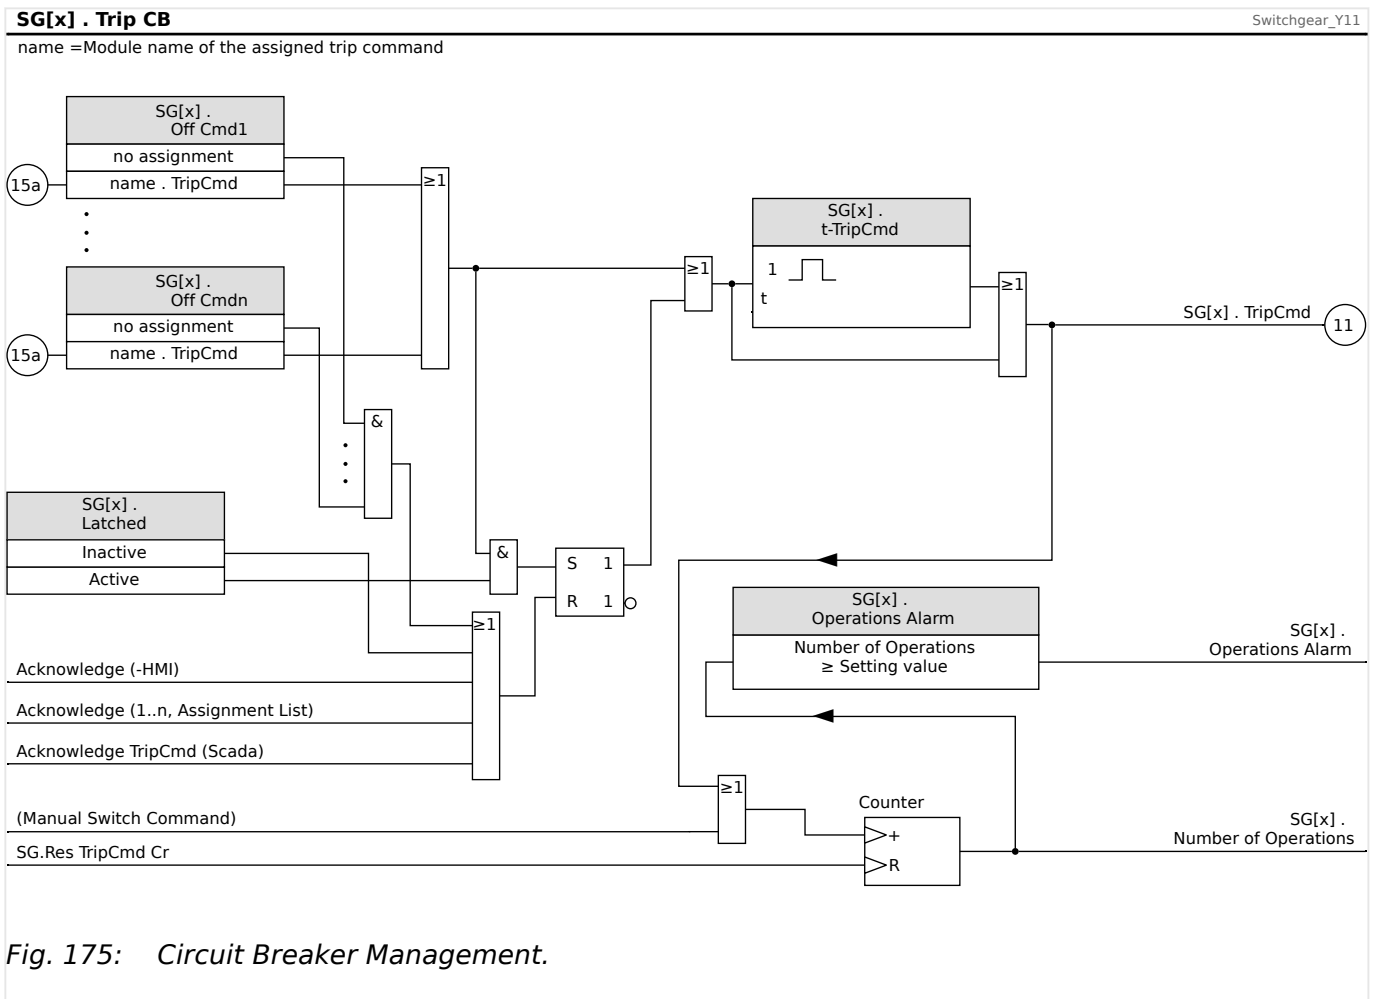 SG[x] . Trip CB
Switchgear_Y11
name =Module name of the assigned trip command
SG[x] .
Off Cmd1
no assignment
15a
name . TripCmd
≥1
SG[x] .
t-TripCmd
SG[x] .
Off Cmdn
≥1
1
t
≥1
no assignment
SG[x] . TripCmd
11
15a
name . TripCmd
&
SG[x] .
Latched
Inactive
Active
&
S 1
R 1
≥1
SG[x] .
Operations Alarm
Number of Operations
≥ Setting value
SG[x] .
Operations Alarm
Acknowledge (-HMI)
Acknowledge (1..n, Assignment List)
Acknowledge TripCmd (Scada)
≥1
Counter
(Manual Switch Command)
+
SG[x] .
Number of Operations
SG.Res TripCmd Cr
R
Fig. 175: Circuit Breaker Management.